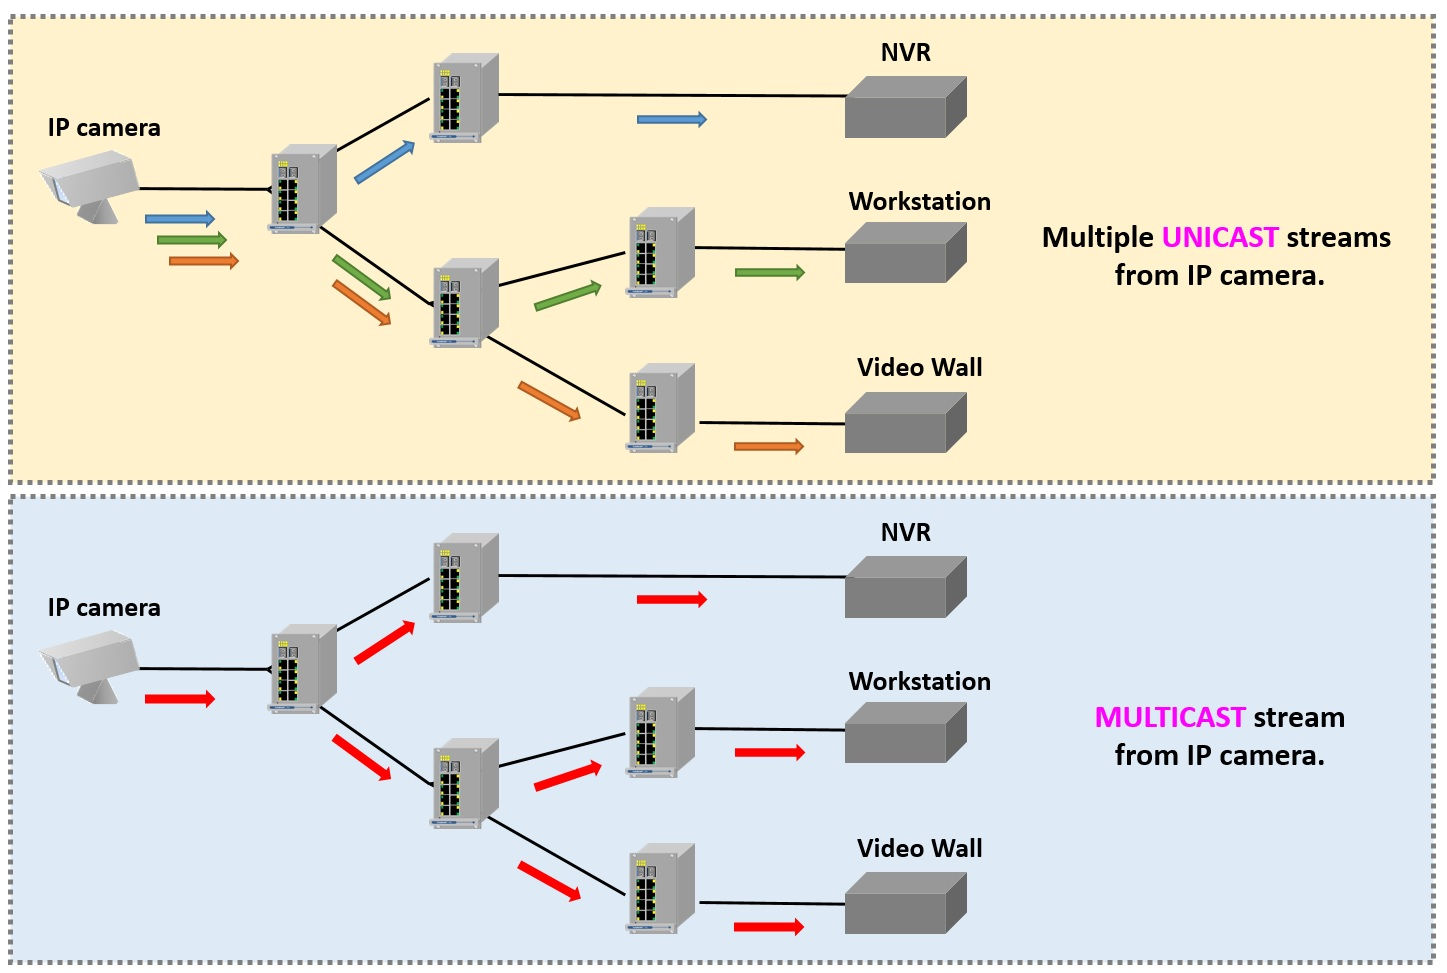 NVR
IP camera
Workstation
Multiple UNICAST streams
from IP camera.
Video Wall
NVR
IP camera
Workstation
MULTICAST stream
from IP camera.
Video Wall